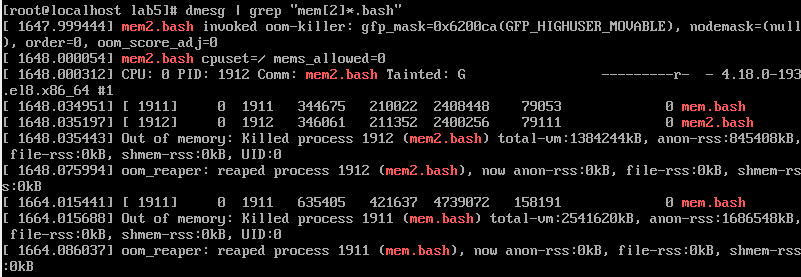 [root@localhost lab5]# dmesg | grep "mem[2]*.bash"
[ 1647.999444] mem2.bash invoked oom-killer: gfp_mask=0x6200ca(GFP_HIGHUSER_MOVABLE), nodemask=(null
), order=0, oom_score_adj=0
[ 1648.000054] mem2.bash cpuset=/ mems_allowed=0
[ 1648.000312] CPU: 0 PID: 1912 Comm: mem2.bash Tainted: G                ---------r-  - 4.18.0-193
.el8.x86_64 #1
[ 1648.034951] [ 1911]     0  1911   344675   210022  2408448    79053             0 mem.bash
[ 1648.035197] [ 1912]     0  1912   346061   211352  2400256    79111             0 mem2.bash
[ 1648.035443] Out of memory: Killed process 1912 (mem2.bash) total-vm:1384244kB, anon-rss:845408kB,
 file-rss:0kB, shmem-rss:0kB, UID:0
[ 1648.075994] oom_reaper: reaped process 1912 (mem2.bash), now anon-rss:0kB, file-rss:0kB, shmem-rs
s:0kB
[ 1664.015441] [ 1911]     0  1911   635405   421637  4739072   158191             0 mem.bash
[ 1664.015688] Out of memory: Killed process 1911 (mem.bash) total-vm:2541620kB, anon-rss:1686548kB,
 file-rss:0kB, shmem-rss:0kB, UID:0
[ 1664.086037] oom_reaper: reaped process 1911 (mem.bash), now anon-rss:0kB, file-rss:0kB, shmem-rss
:0kB